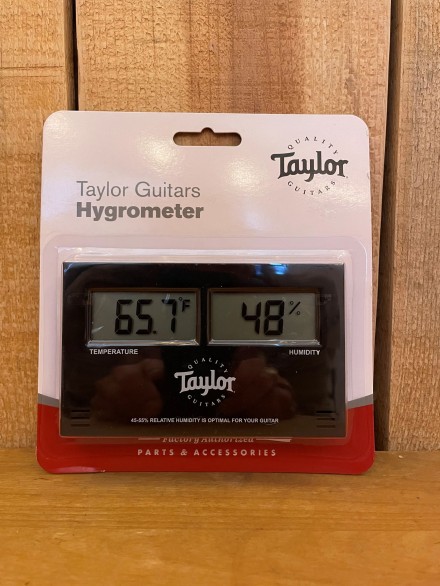 QUALITY
Taylor
GUITARS
Taylor Guitars
Hygrometer
65.7°F
48%
TEMPERATURE
HUMIDITY
QUALITY
Taylor
GUITARS
45-55% RELATIVE HUMIDITY IS OPTIMAL FOR YOUR GUITAR
Factory Authorized
PARTS & ACCESSORIES